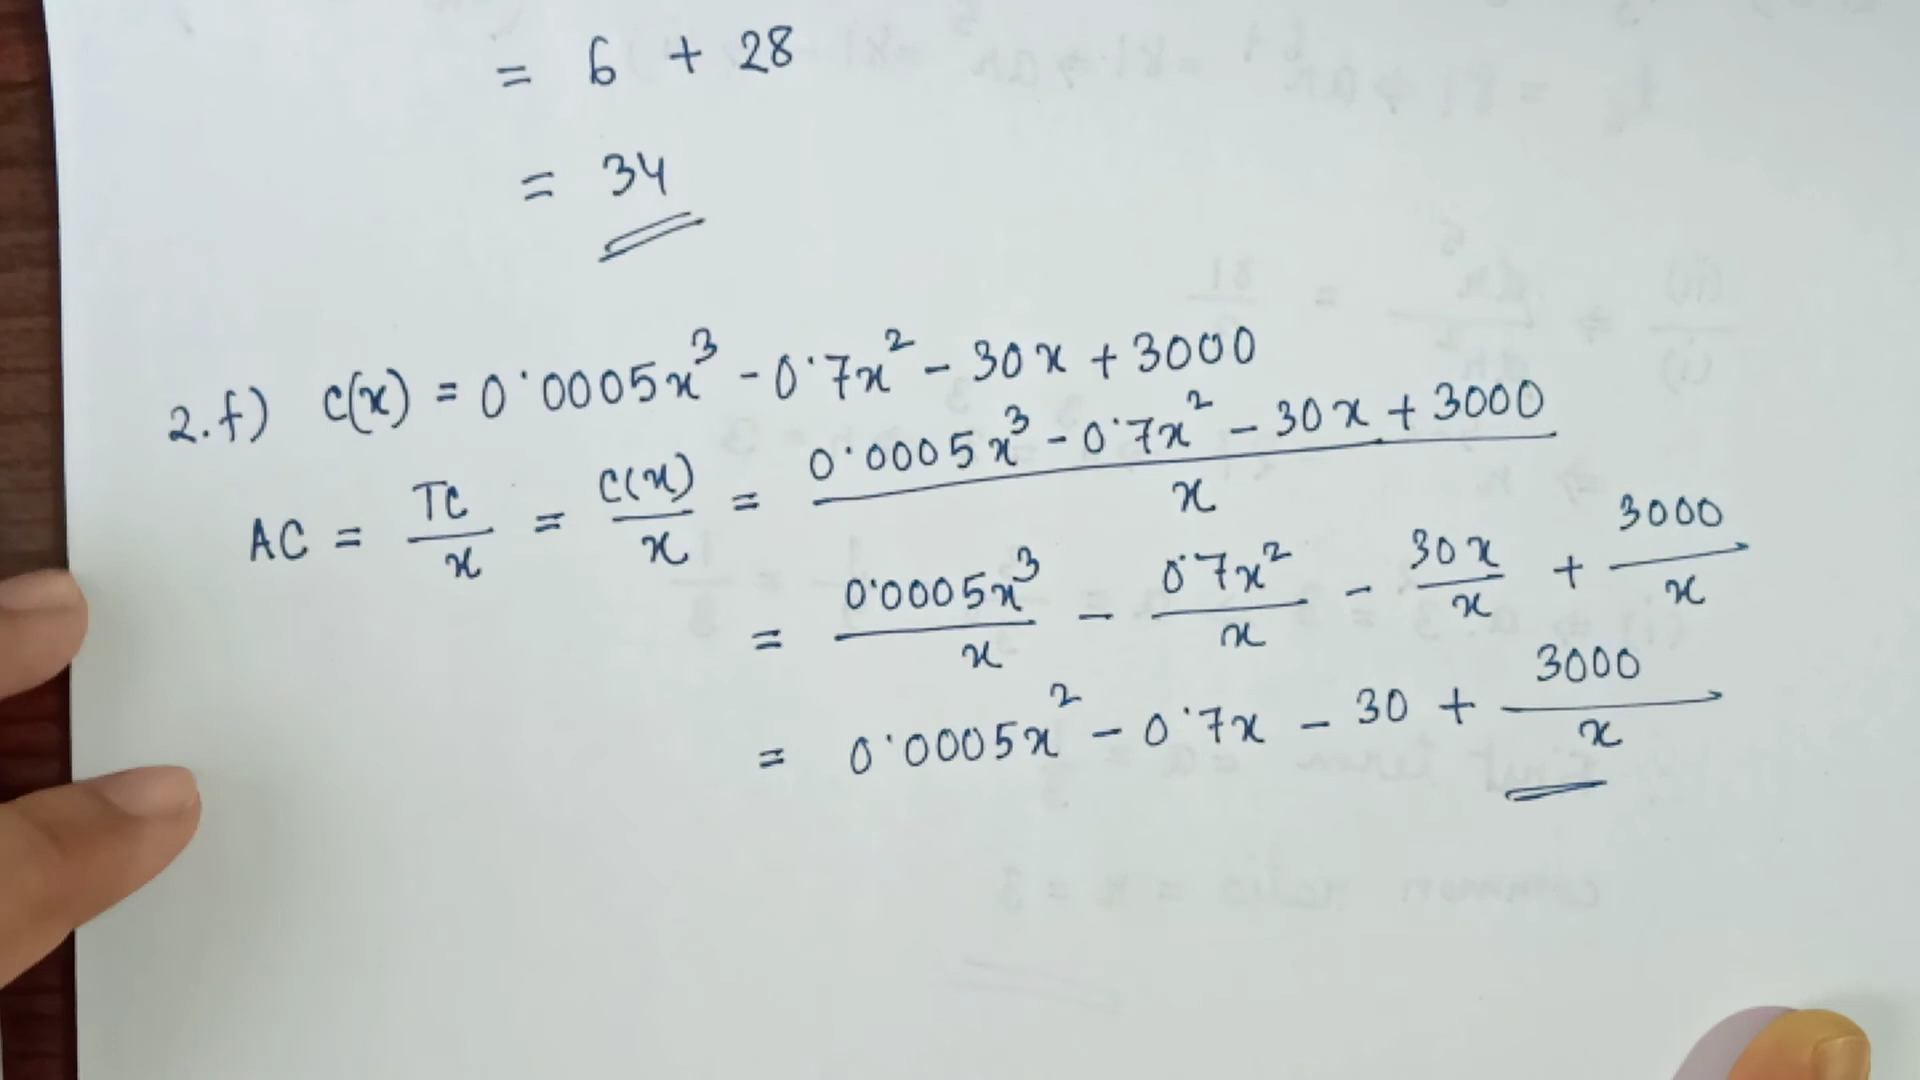 = 6 + 28
= 34
2.f) C(x) = 0·0005x³ - 0·7x² - 30x + 3000
AC = TC/x = C(x)/x = (0·0005x³ - 0·7x² - 30x + 3000)/x
= 0·0005x³/x - 0·7x²/x - 30x/x + 3000/x
= 0·0005x² - 0·7x - 30 + 3000/x